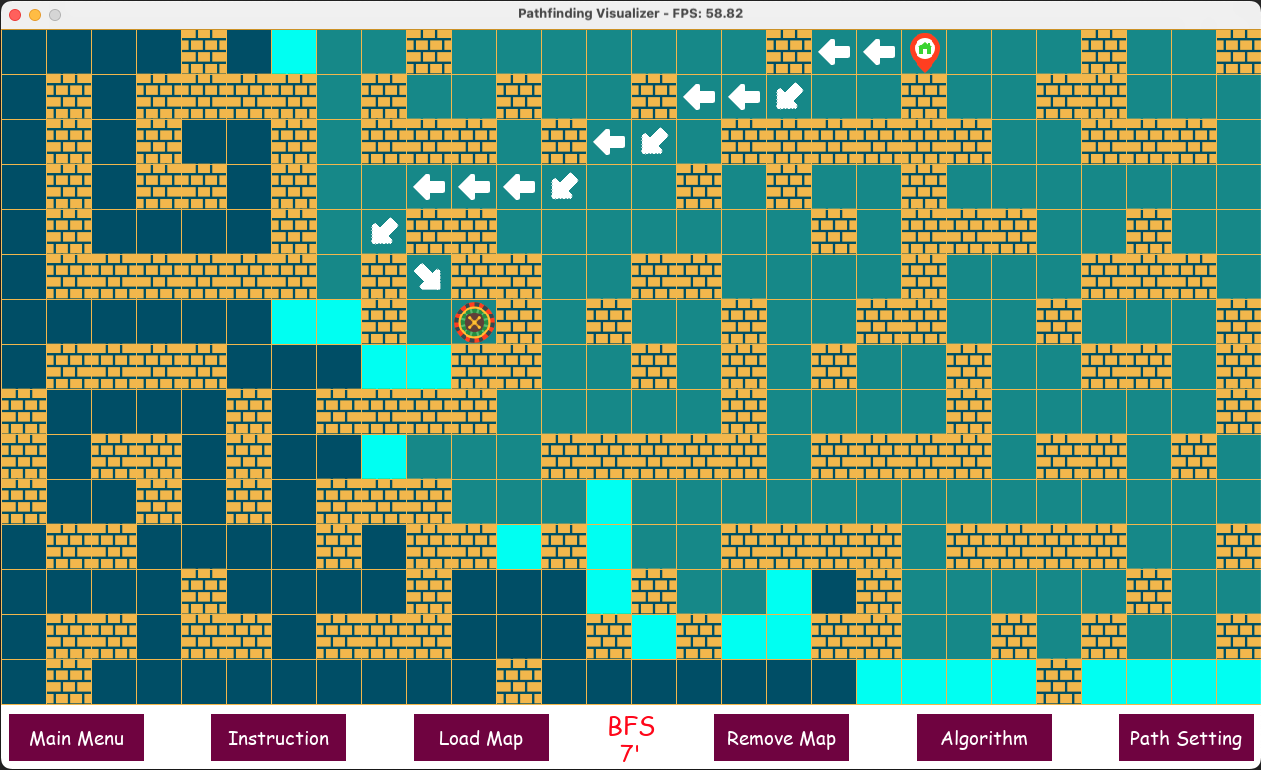 Pathfinding Visualizer - FPS: 58.82
Main Menu
Instruction
Load Map
BFS
7'
Remove Map
Algorithm
Path Setting